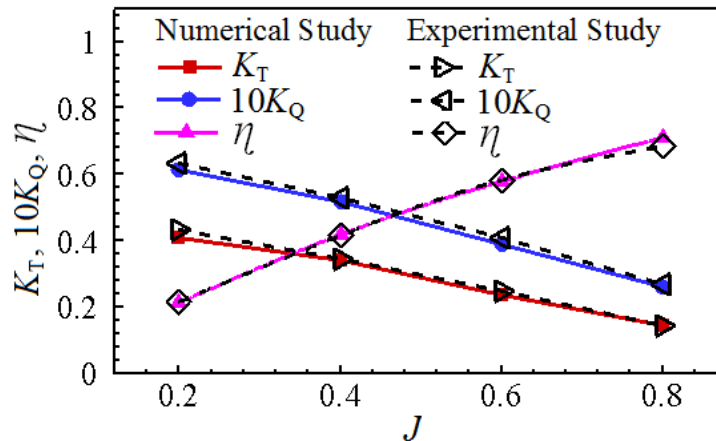 Numerical Study Experimental Study
K_T K_T
10K_Q 10K_Q
η η
K_T, 10K_Q, η
1
0.8
0.6
0.4
0.2
0
0.2 0.4 0.6 0.8
J